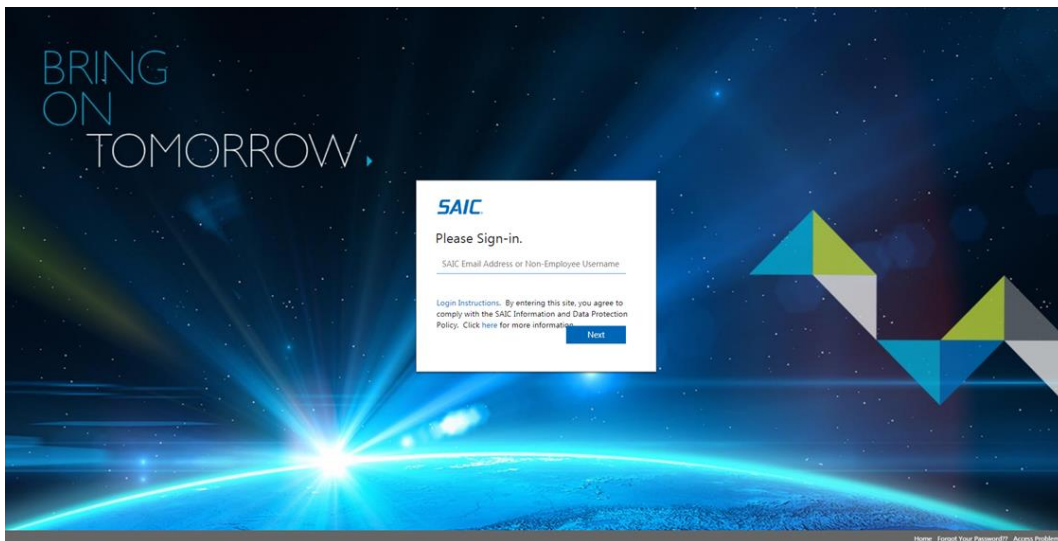 BRING
ON
TOMORROW
SAIC
Please Sign-in.
SAIC Email Address or Non-Employee Username
Login Instructions. By entering this site, you agree to
comply with the SAIC Information and Data Protection
Policy. Click here for more information.
Next
Home Forgot Your Password?? Access Problem